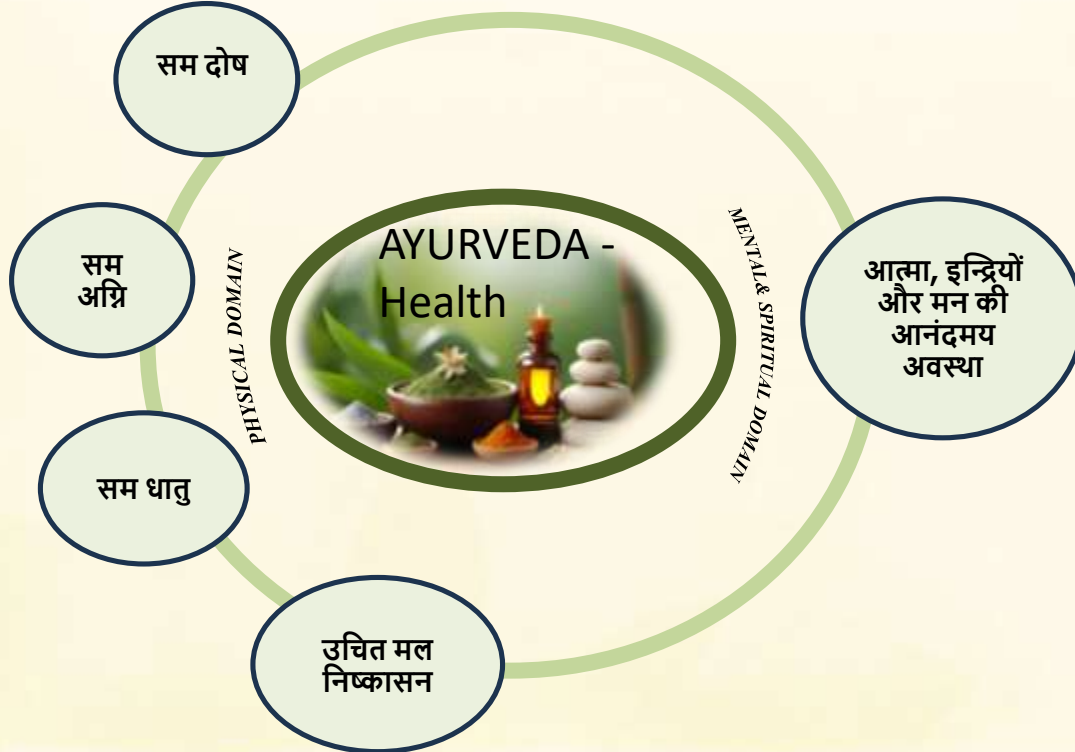 सम दोष
सम
अग्नि
सम धातु
उचित मल
निष्कासन
PHYSICAL DOMAIN
AYURVEDA -
Health
MENTAL& SPIRITUAL DOMAIN
आत्मा, इन्द्रियों
और मन की
आनंदमय
अवस्था